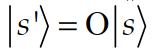 |s'⟩ = O|s⟩